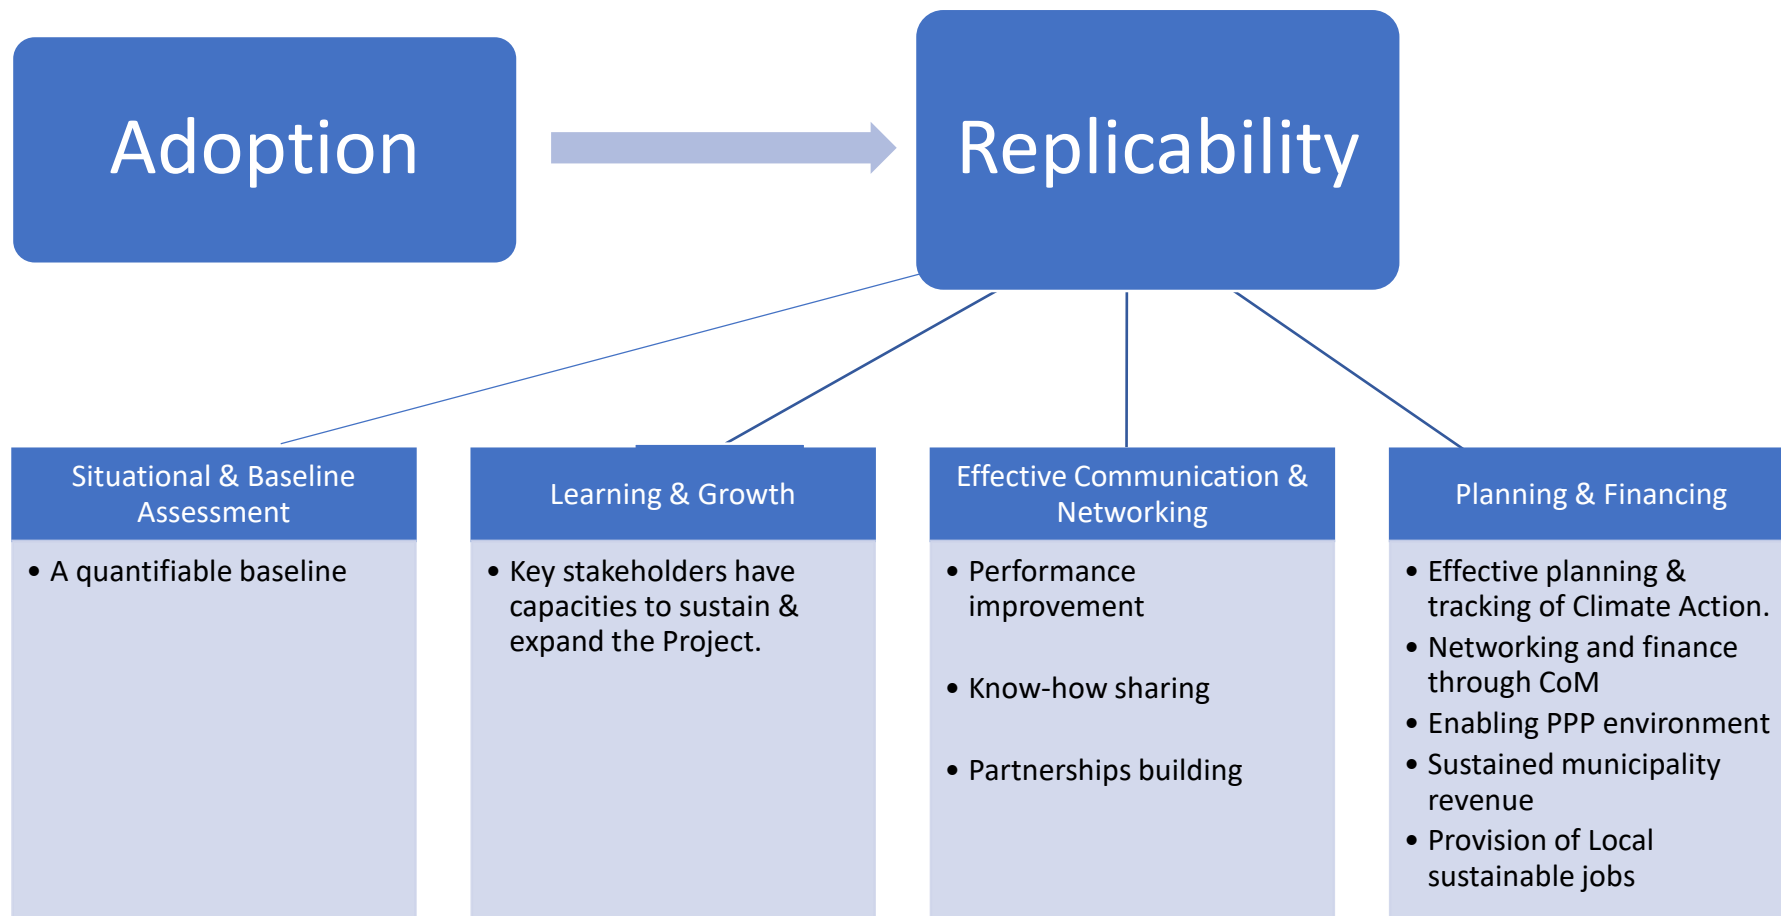 Adoption
Replicability
Situational & Baseline
Assessment
• A quantifiable baseline
Learning & Growth
• Key stakeholders have
capacities to sustain &
expand the Project.
Effective Communication &
Networking
• Performance
improvement
• Know-how sharing
• Partnerships building
Planning & Financing
• Effective planning &
tracking of Climate Action.
• Networking and finance
through CoM
• Enabling PPP environment
• Sustained municipality
revenue
• Provision of Local
sustainable jobs